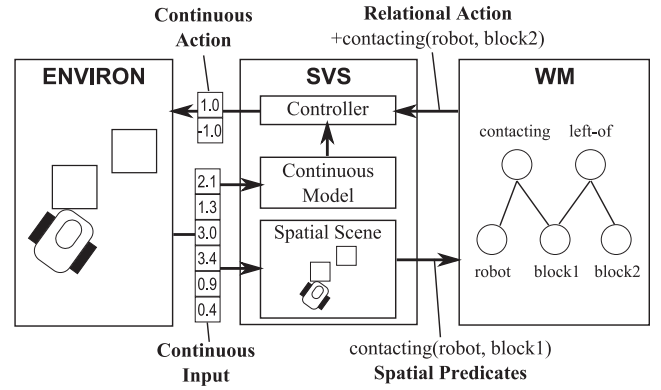 Continuous
Action
Relational Action
+contacting(robot, block2)
ENVIRON
SVS
WM
1.0
-1.0
Controller
contacting
left-of
2.1
1.3
3.0
3.4
0.9
0.4
Continuous
Model
Spatial Scene
robot
block1
block2
Continuous
Input
contacting(robot, block1)
Spatial Predicates